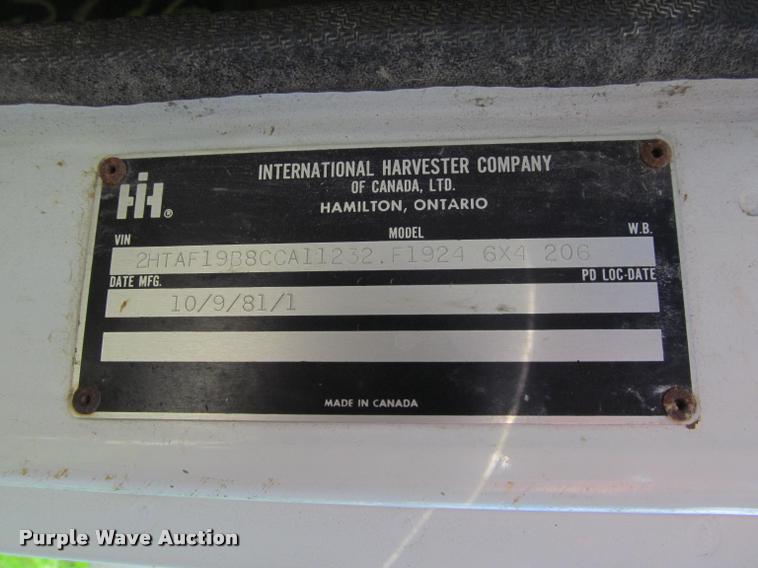 INTERNATIONAL HARVESTER COMPANY
OF CANADA, LTD.
HAMILTON, ONTARIO
IH®
VIN MODEL W.B.
2HTAF19B8CCA11232.F1924 6X4 206
DATE MFG. PD LOC-DATE
10/9/81/1
MADE IN CANADA
Purple Wave Auction